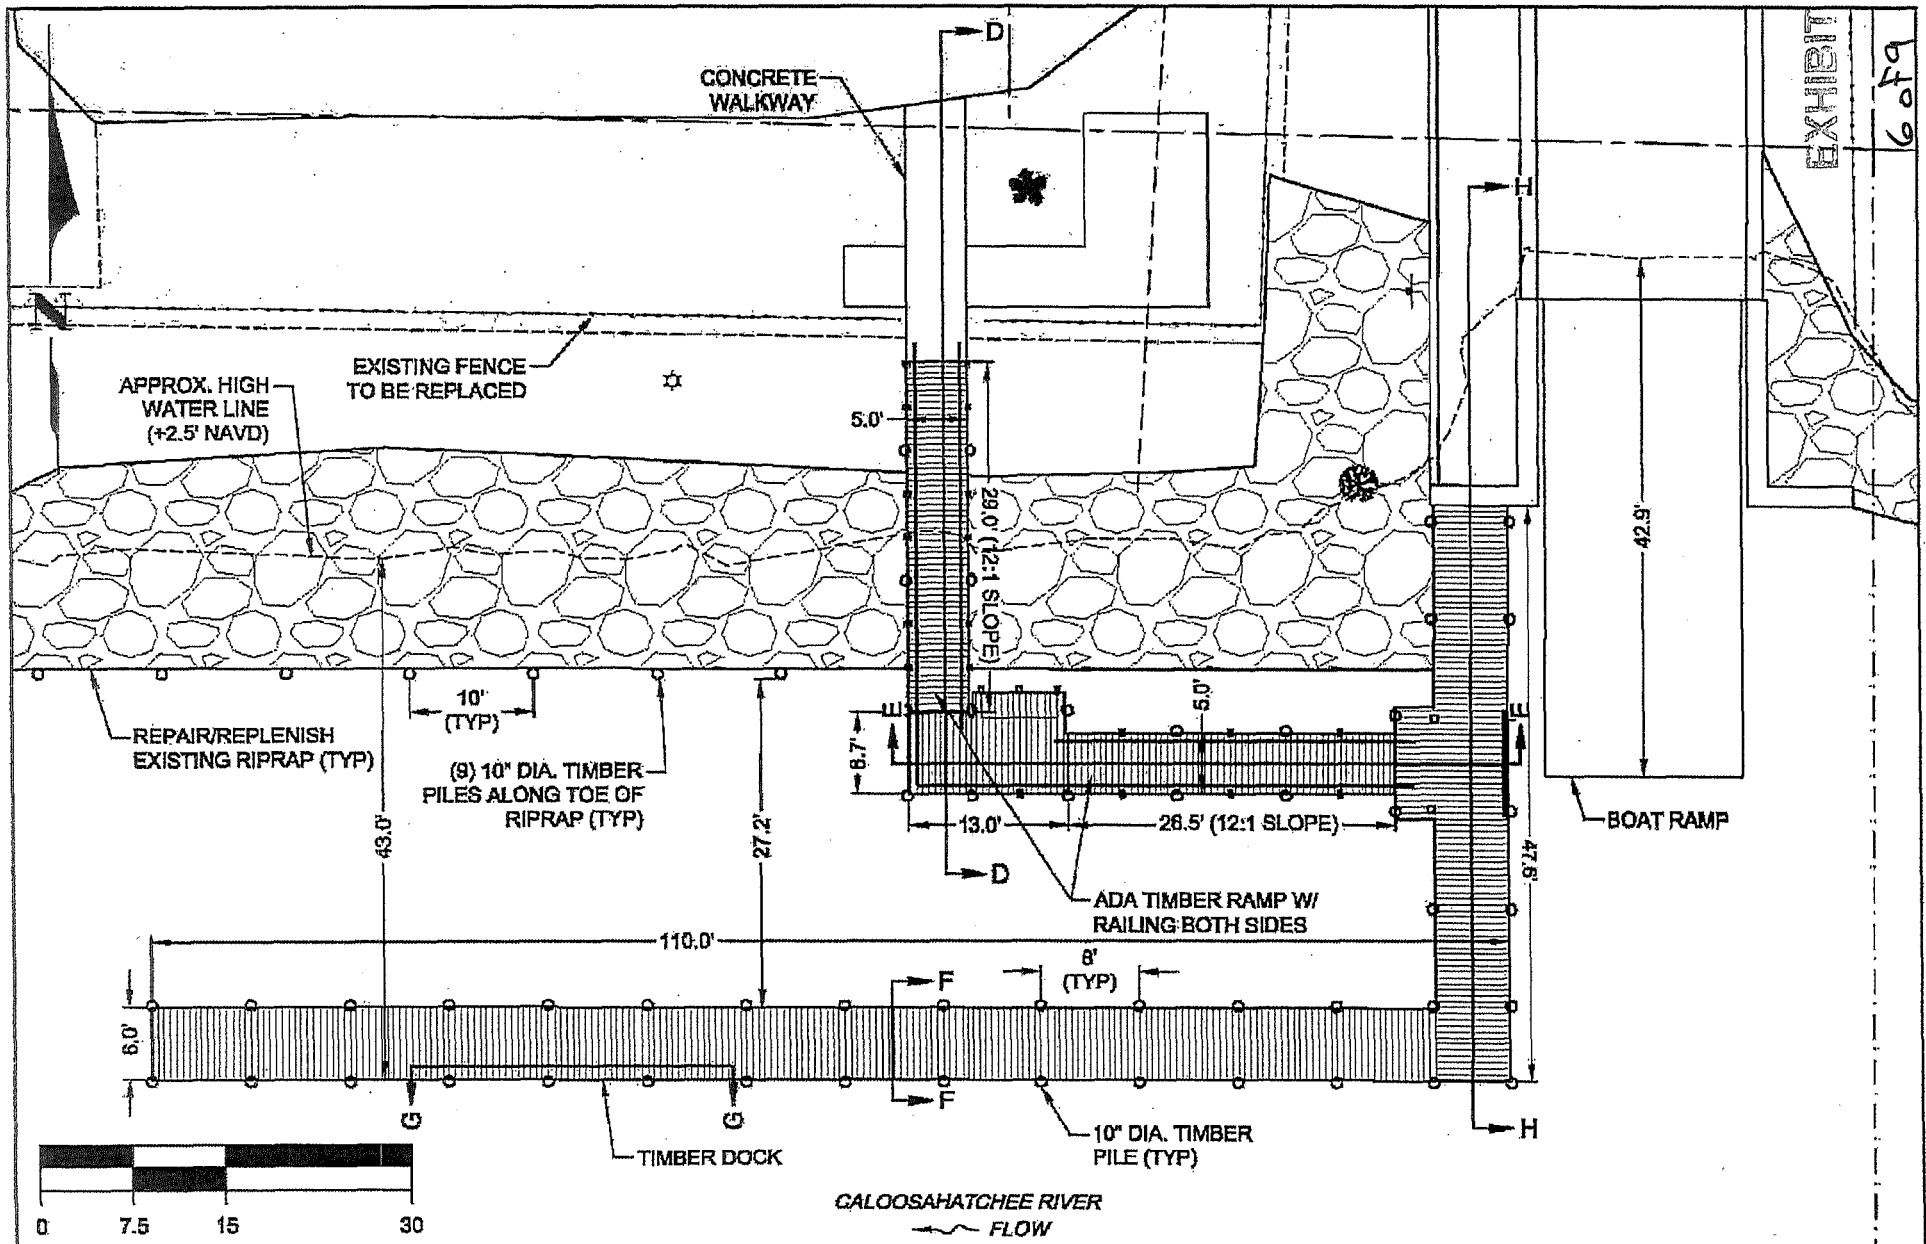 D
CONCRETE
WALKWAY
EXHIBIT
6 of 9
H
N
EXISTING FENCE
TO BE REPLACED
APPROX. HIGH
WATER LINE
(+2.5' NAVD)
5.0'
29.0' (12:1 SLOPE)
42.9'
10'
(TYP)
REPAIR/REPLENISH
EXISTING RIPRAP (TYP)
(9) 10" DIA. TIMBER
PILES ALONG TOE OF
RIPRAP (TYP)
E
5.0'
E
6.7'
43.0'
27.2'
13.0'
26.5' (12:1 SLOPE)
BOAT RAMP
47.6'
D
ADA TIMBER RAMP W/
RAILING BOTH SIDES
110.0'
8'
(TYP)
F
6.0'
F
G
G
H
10" DIA. TIMBER
PILE (TYP)
TIMBER DOCK
CALOOSAHATCHEE RIVER
FLOW
0 7.5 15 30